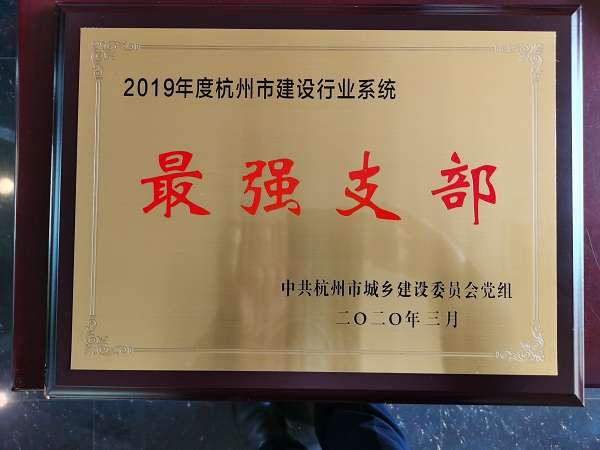 2019年度杭州市建设行业系统
最强支部
中共杭州市城乡建设委员会党组
二〇二〇年三月